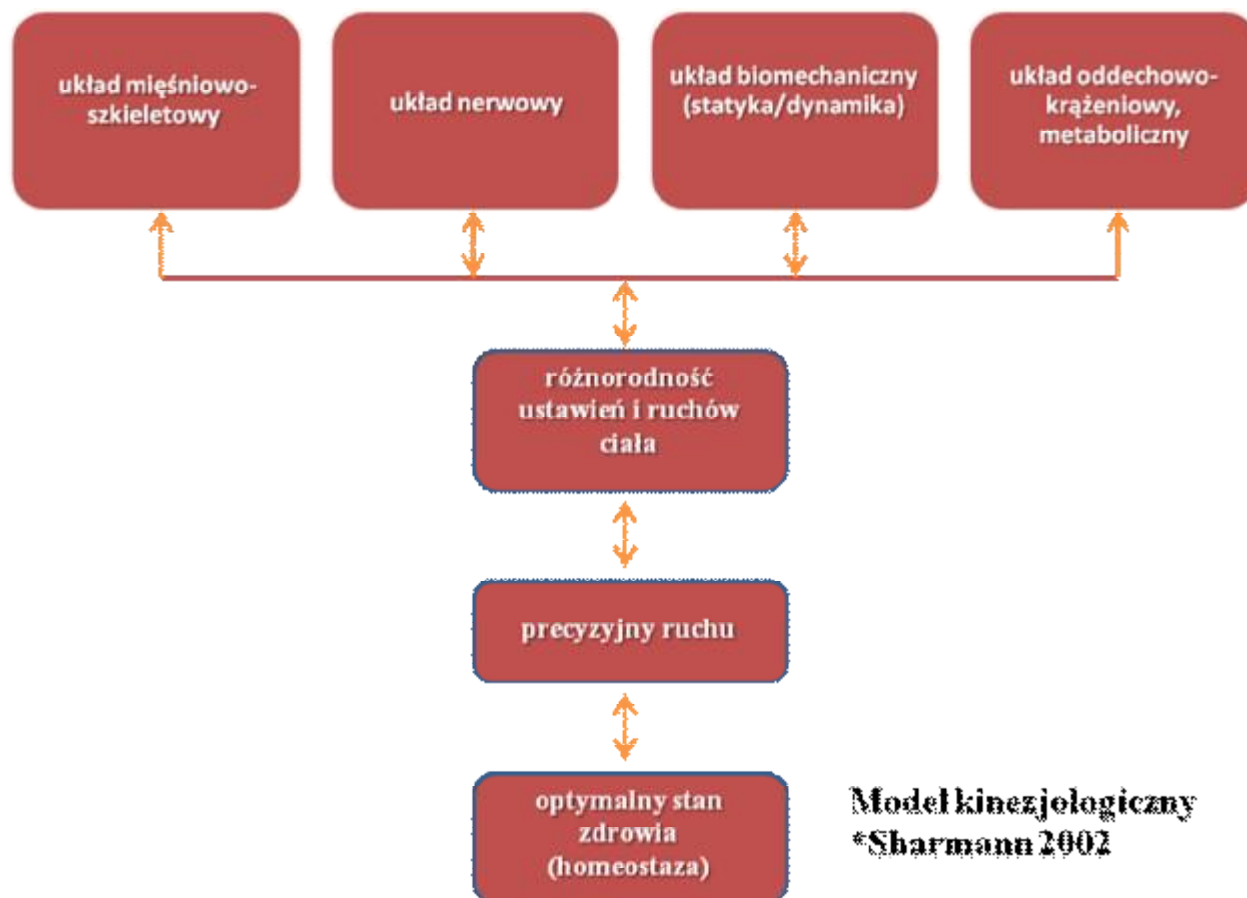 układ mięśniowo-
szkieletowy
układ nerwowy
układ biomechaniczny
(statyka/dynamika)
układ oddechowo-
krążeniowy,
metaboliczny
różnorodność
ustawień i ruchów
ciała
precyzyjny ruchu
optymalny stan
zdrowia
(homeostaza)
Model kinezjologiczny
*Sharmann 2002